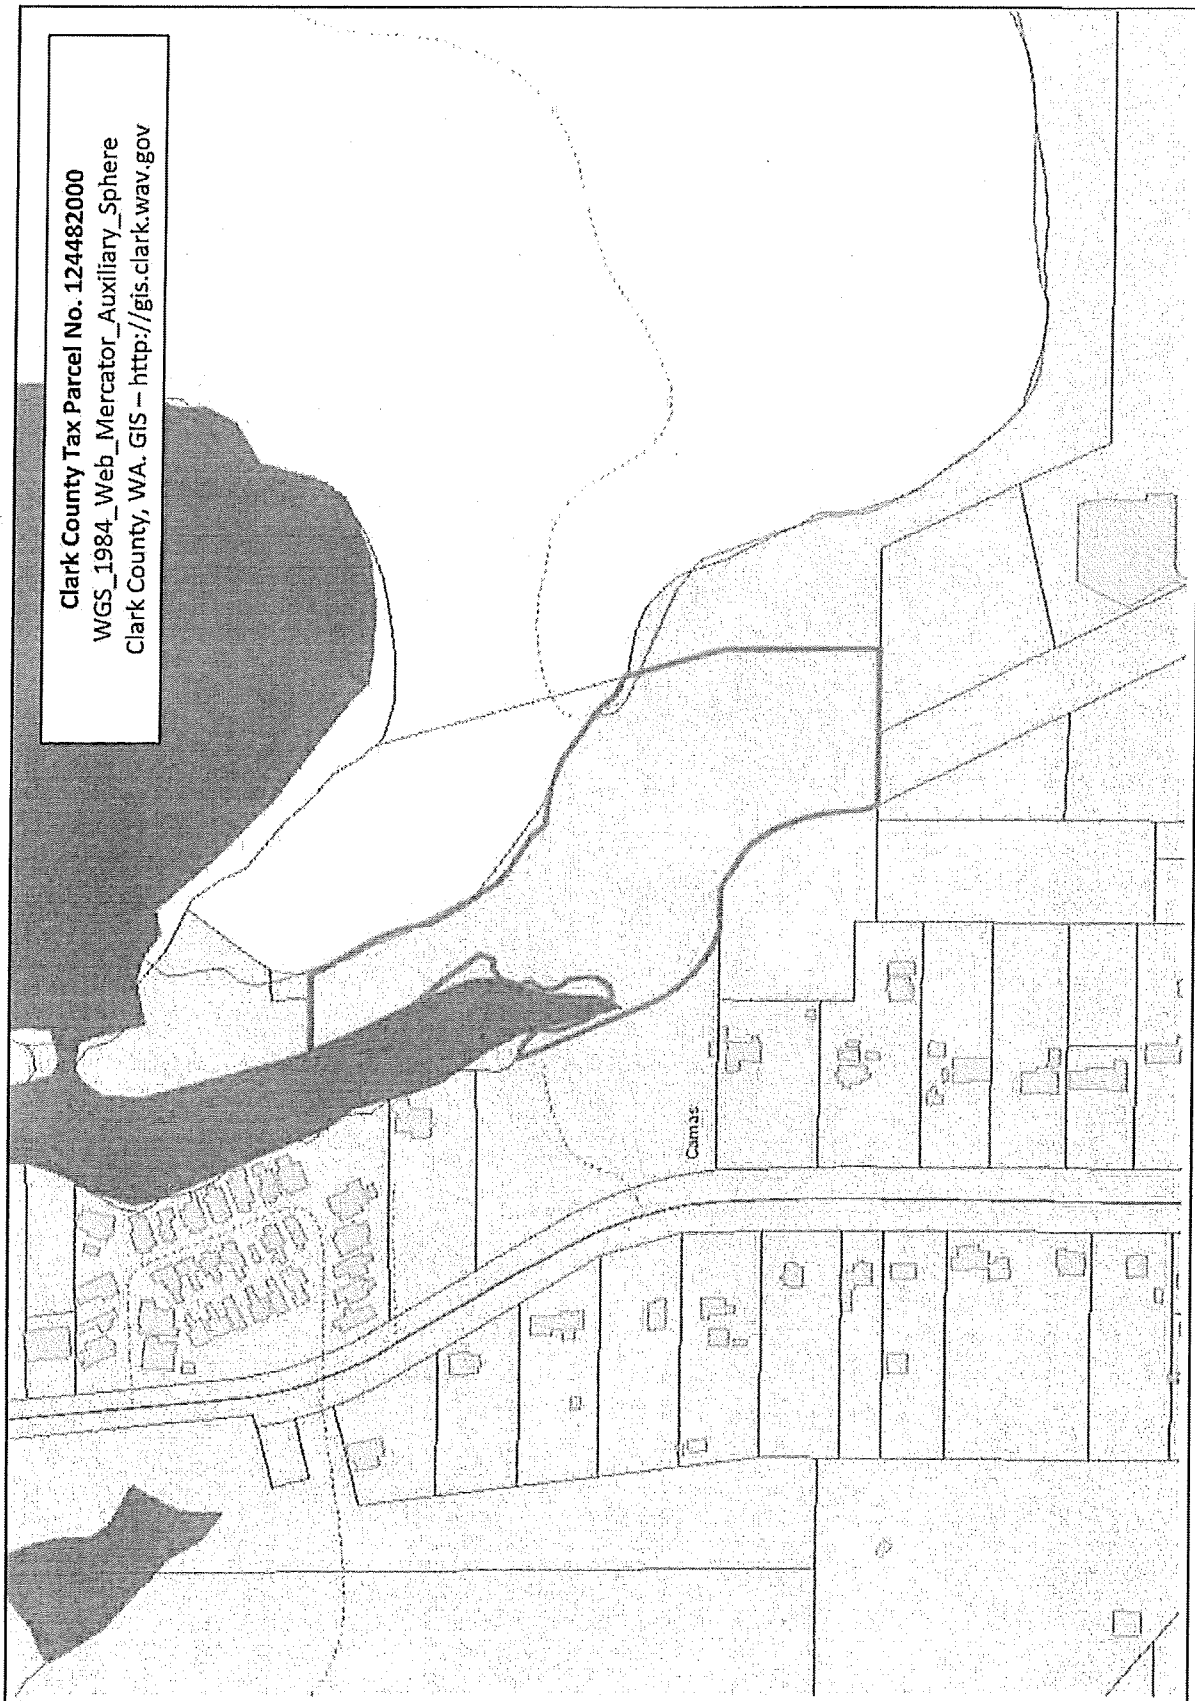 Clark County Tax Parcel No. 124482000
WGS_1984_Web_Mercator_Auxiliary_Sphere
Clark County, WA. GIS – http://gis.clark.wav.gov
Camas